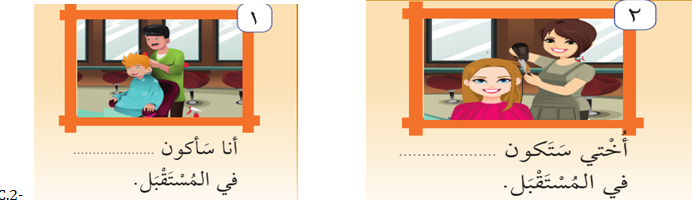 ١
أنا سَأكون .....................
في المُسْتَقْبَل.
٢
أُخْتي سَتَكون .....................
في المُسْتَقْبَل.
C.2-